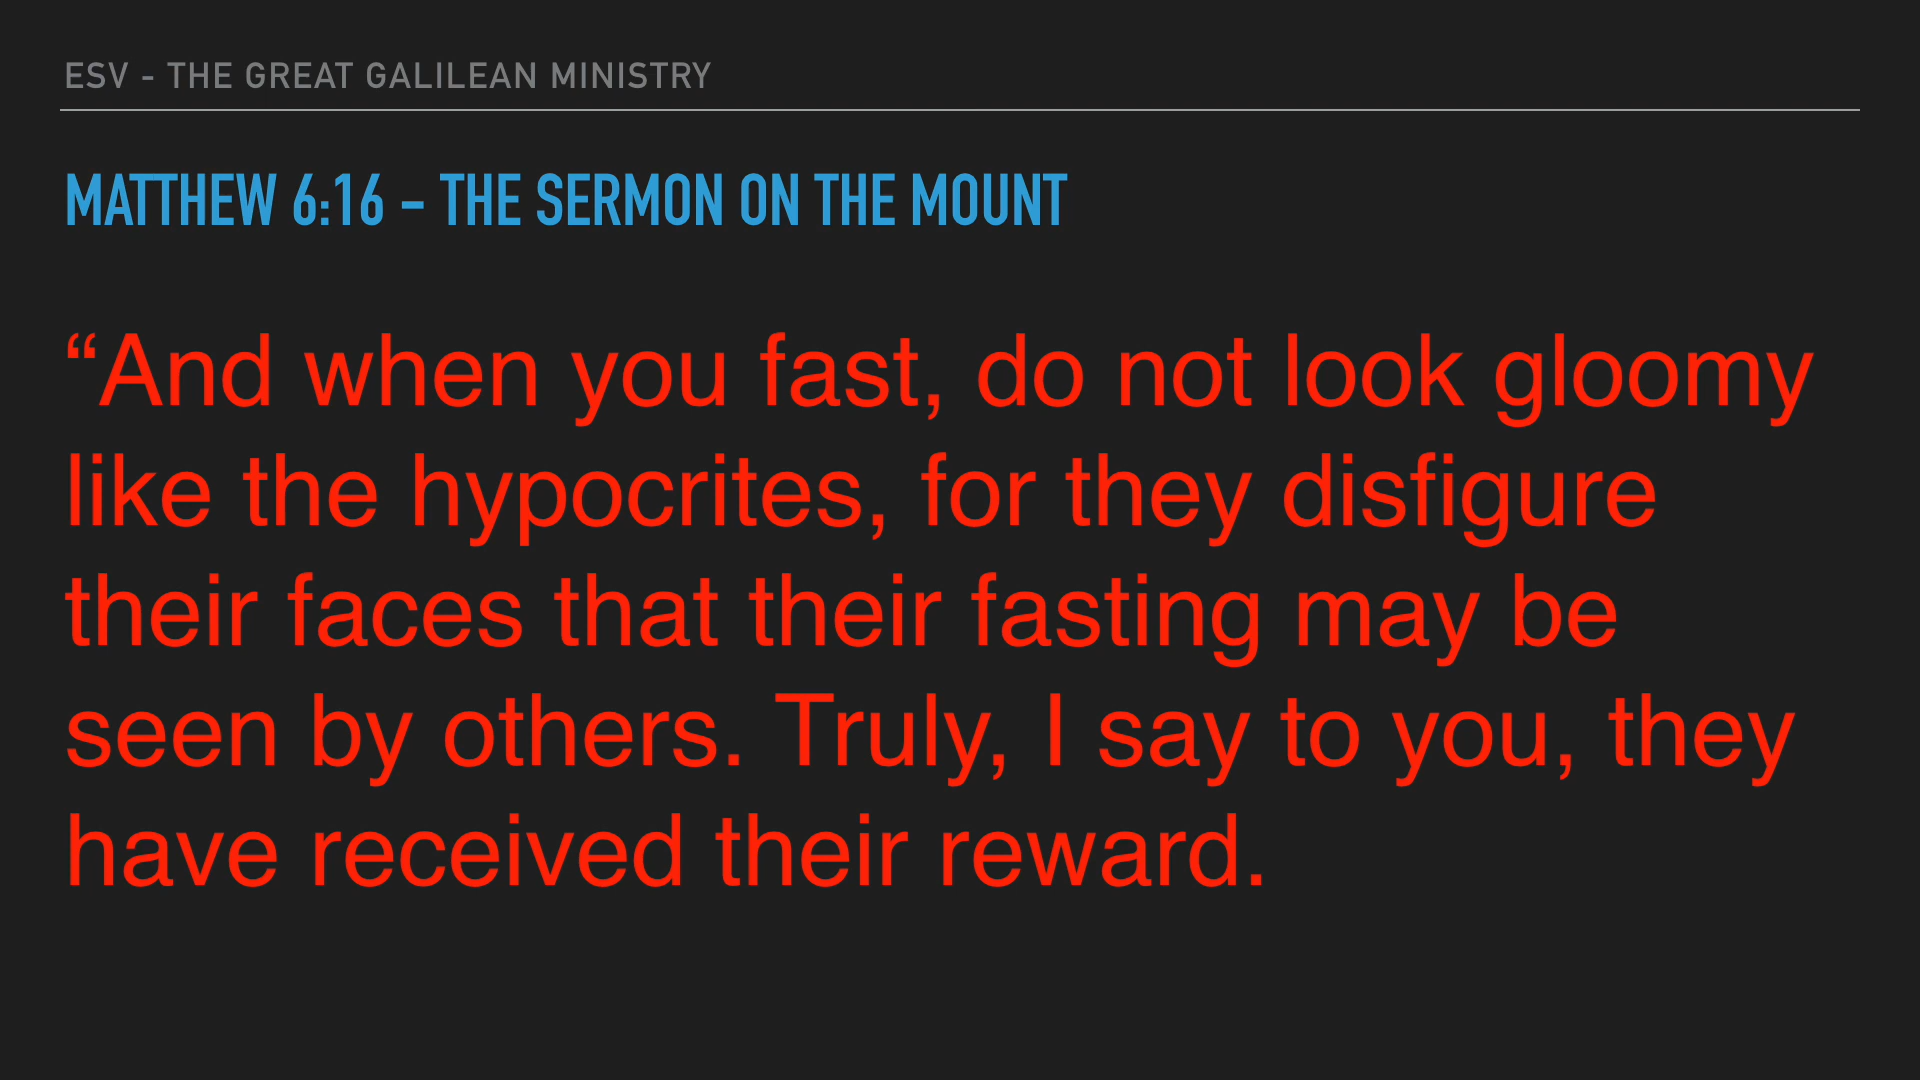 ESV - THE GREAT GALILEAN MINISTRY
MATTHEW 6:16 - THE SERMON ON THE MOUNT
“And when you fast, do not look gloomy
like the hypocrites, for they disfigure
their faces that their fasting may be
seen by others. Truly, I say to you, they
have received their reward.